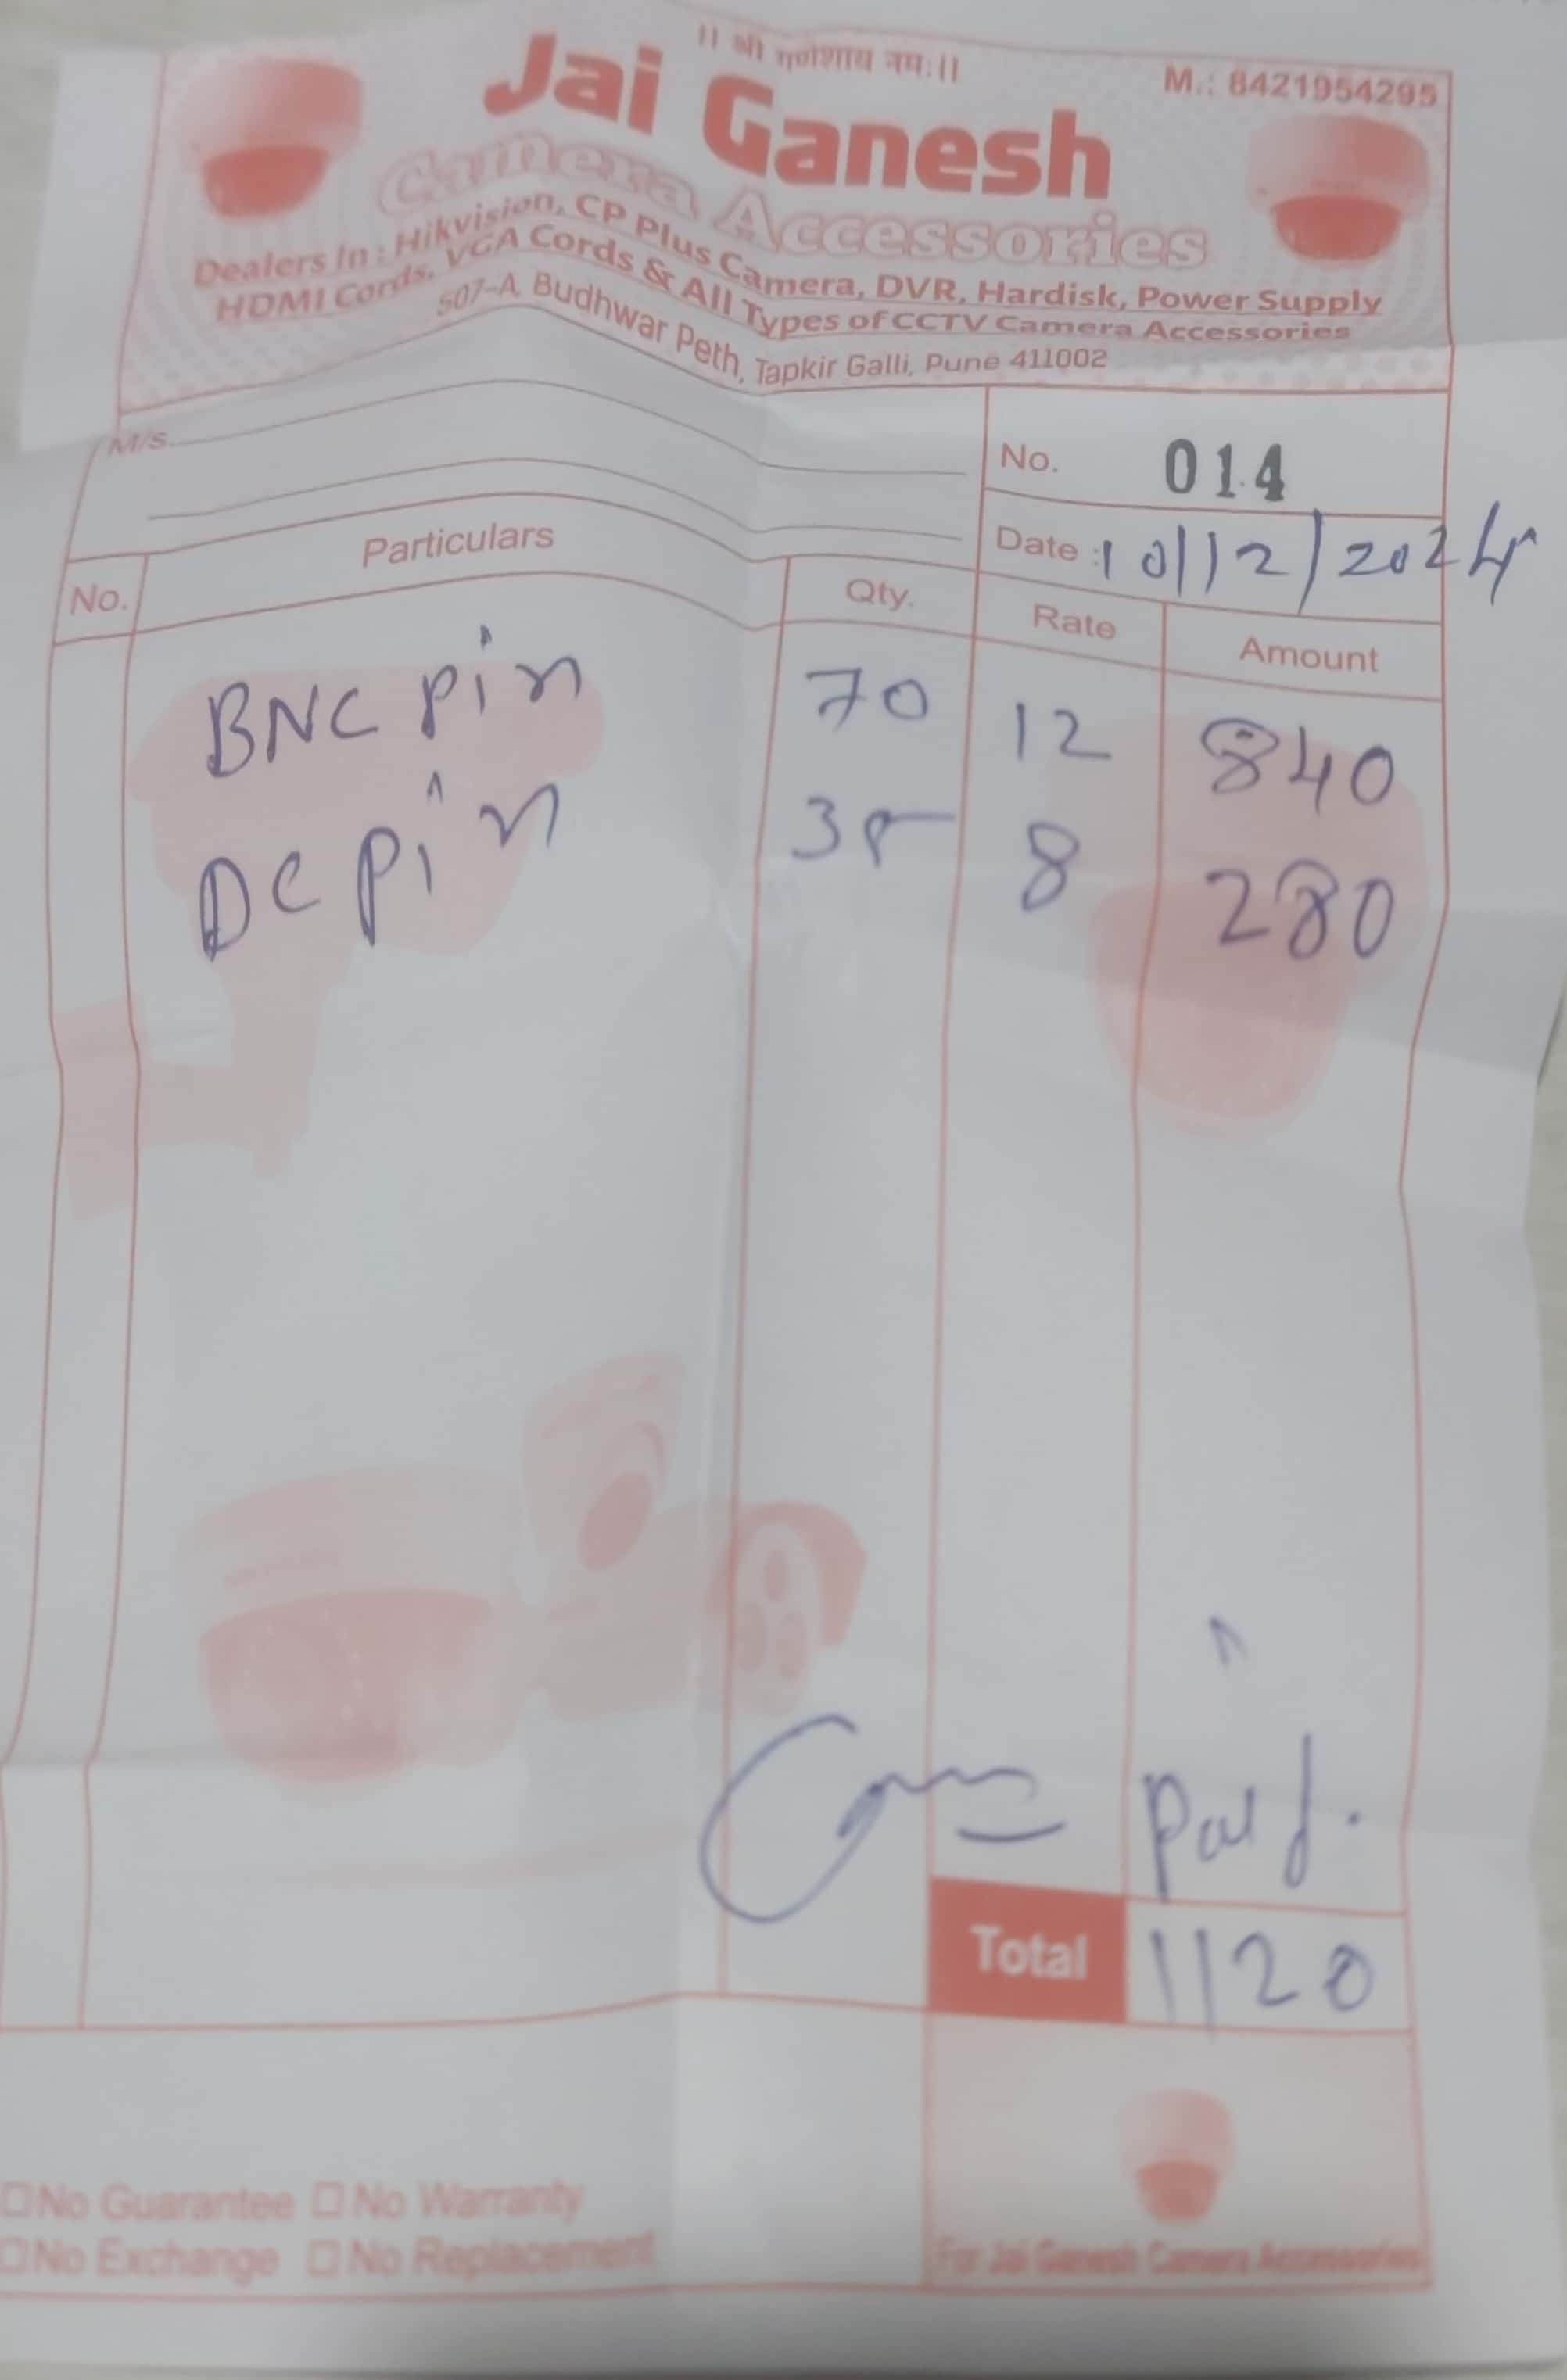 ।। श्री गणेशाय नमः ।।
M.: 8421954295
Jai Ganesh
Camera Accessories
Dealers In : Hikvision, CP Plus Camera, DVR, Hardisk, Power Supply
HDMI Cords, VGA Cords & All Types of CCTV Camera Accessories
507-A, Budhwar Peth, Tapkir Galli, Pune 411002
M/s.
No. 014
Date : 10/12/2024
No. Particulars Qty. Rate Amount
BNC pin 70 12 840
DC pin 35 8 280
Paid.
Total 1120
No Guarantee No Warranty
No Exchange No Replacement
For Jai Ganesh Camera Accessories